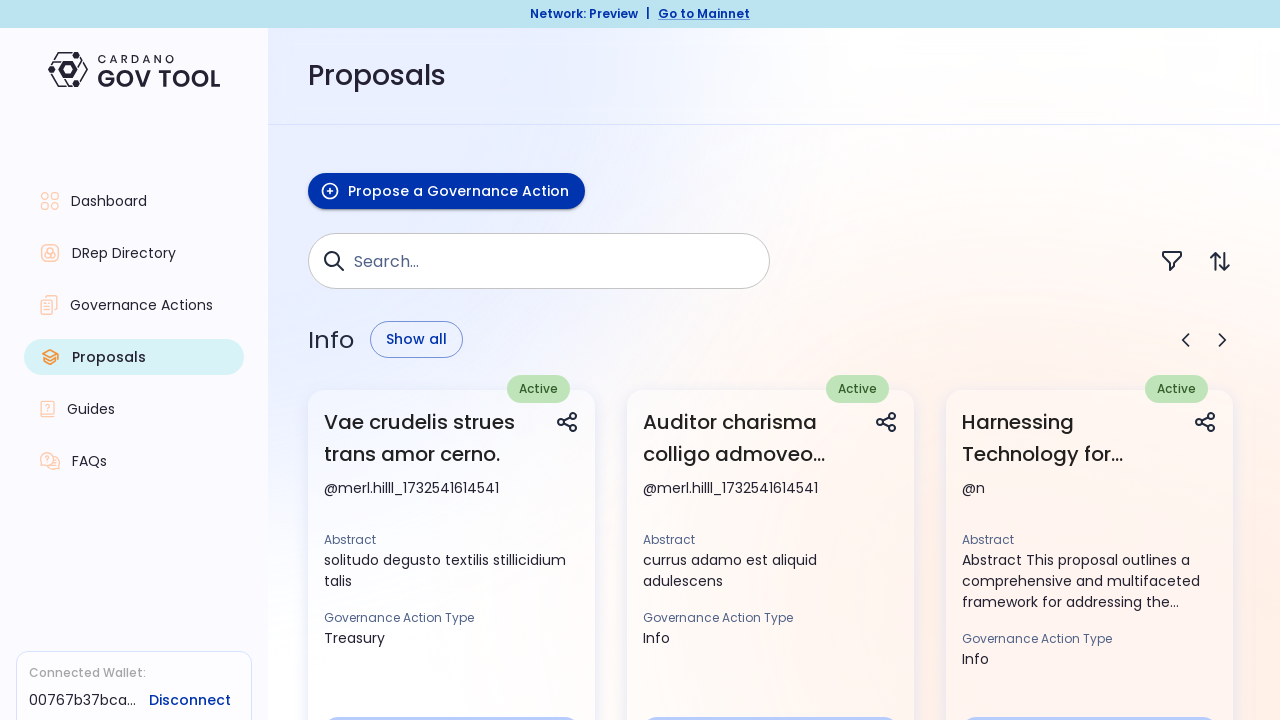 Network: Preview | Go to Mainnet
CARDANO
GOV TOOL
Dashboard
DRep Directory
Governance Actions
Proposals
Guides
FAQs
Connected Wallet:
00767b37bca... Disconnect
Proposals
Propose a Governance Action
Search...
Info Show all
Active
Vae crudelis strues
trans amor cerno.
@merl.hilll_1732541614541
Abstract
solitudo degusto textilis stillicidium
talis
Governance Action Type
Treasury
Active
Auditor charisma
colligo admoveo...
@merl.hilll_1732541614541
Abstract
currus adamo est aliquid
adulescens
Governance Action Type
Info
Active
Harnessing
Technology for...
@n
Abstract
Abstract This proposal outlines a
comprehensive and multifaceted
framework for addressing the...
Governance Action Type
Info